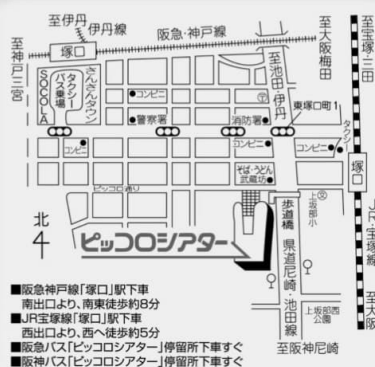 至伊丹
伊丹線
阪急・神戸線
至大阪梅田
至宝塚・三田
至神戸三宮
塚口
SOCOLA
タクシー
バス乗場
さんさんタウン
コンビニ
至池田・伊丹
警察署
消防署
東塚口町1
タクシー
コンビニ
コンビニ
コンビニ
塚口
そば・うどん
武蔵坊
ピッコロ通り
歩道橋
上坂部小
北
4
ピッコロシアター
県道尼崎・池田線
JR宝塚線
上坂部西
公園
至阪神尼崎
至大阪
■阪急神戸線「塚口」駅下車
南出口より、南東徒歩約8分
■JR宝塚線「塚口」駅下車
西出口より、西へ徒歩約5分
■阪急バス「ピッコロシアター」停留所下車すぐ
■阪神バス「ピッコロシアター」停留所下車すぐ